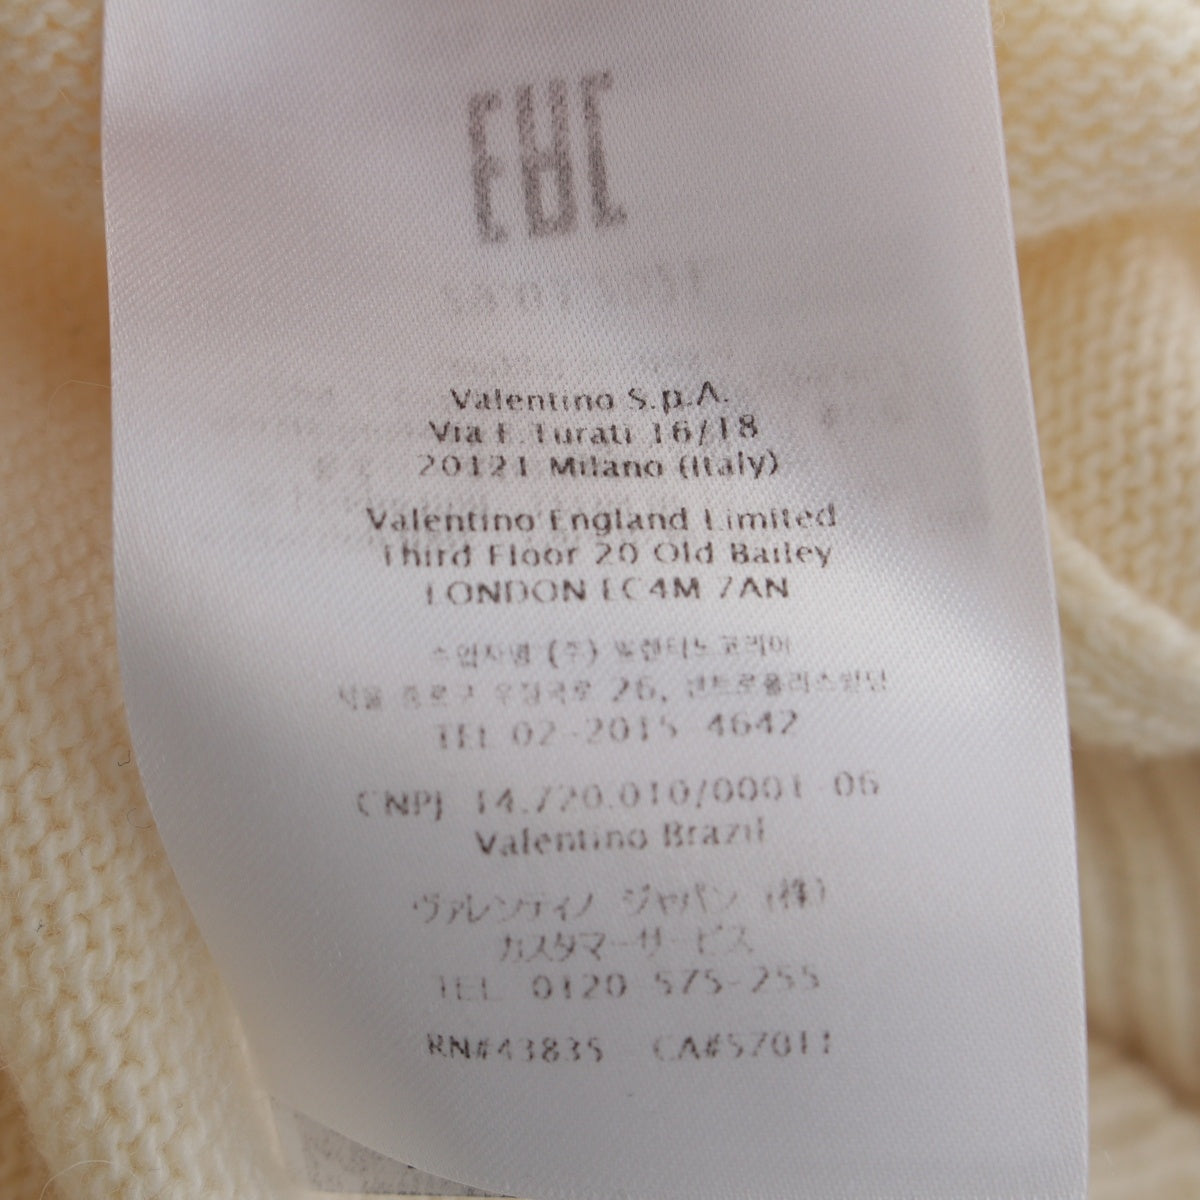 EAC
Valentino S.p.A.
Via F. Turati 16/18
20121 Milano (Italy)
Valentino England Limited
Third Floor 20 Old Bailey
LONDON EC4M 7AN
수입자명 (주) 발렌티노코리아
서울 종로구 우정국로 26, 센트로폴리스빌딩
TEL 02-2015 4642
CNPJ 14.720.010/0001 06
Valentino Brazil
ヴァレンティノ ジャパン (株)
カスタマーサービス
TEL 0120 575-255
RN#43835 CA#57011